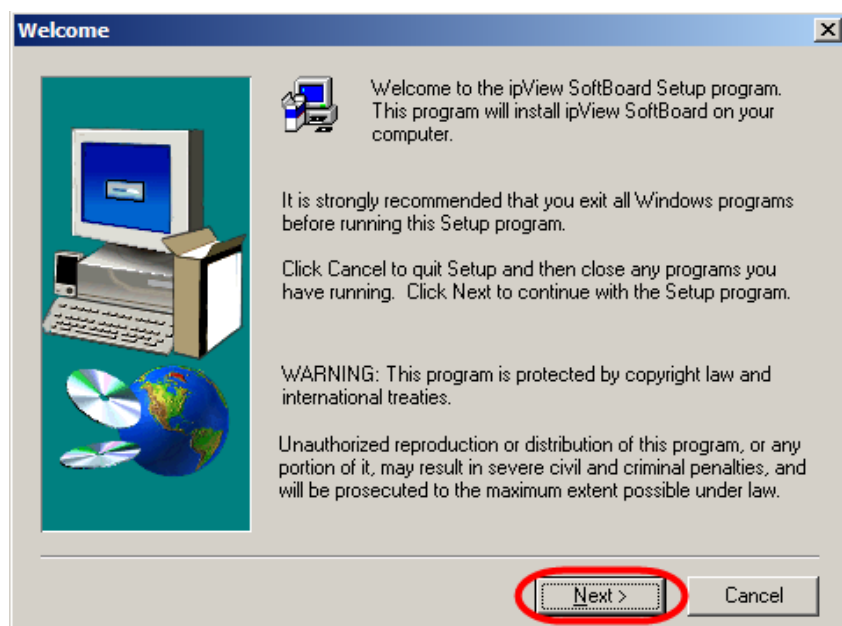 Welcome
Welcome to the ipView SoftBoard Setup program.
This program will install ipView SoftBoard on your
computer.
It is strongly recommended that you exit all Windows programs
before running this Setup program.
Click Cancel to quit Setup and then close any programs you
have running.  Click Next to continue with the Setup program.
WARNING: This program is protected by copyright law and
international treaties.
Unauthorized reproduction or distribution of this program, or any
portion of it, may result in severe civil and criminal penalties, and
will be prosecuted to the maximum extent possible under law.
Next >
Cancel